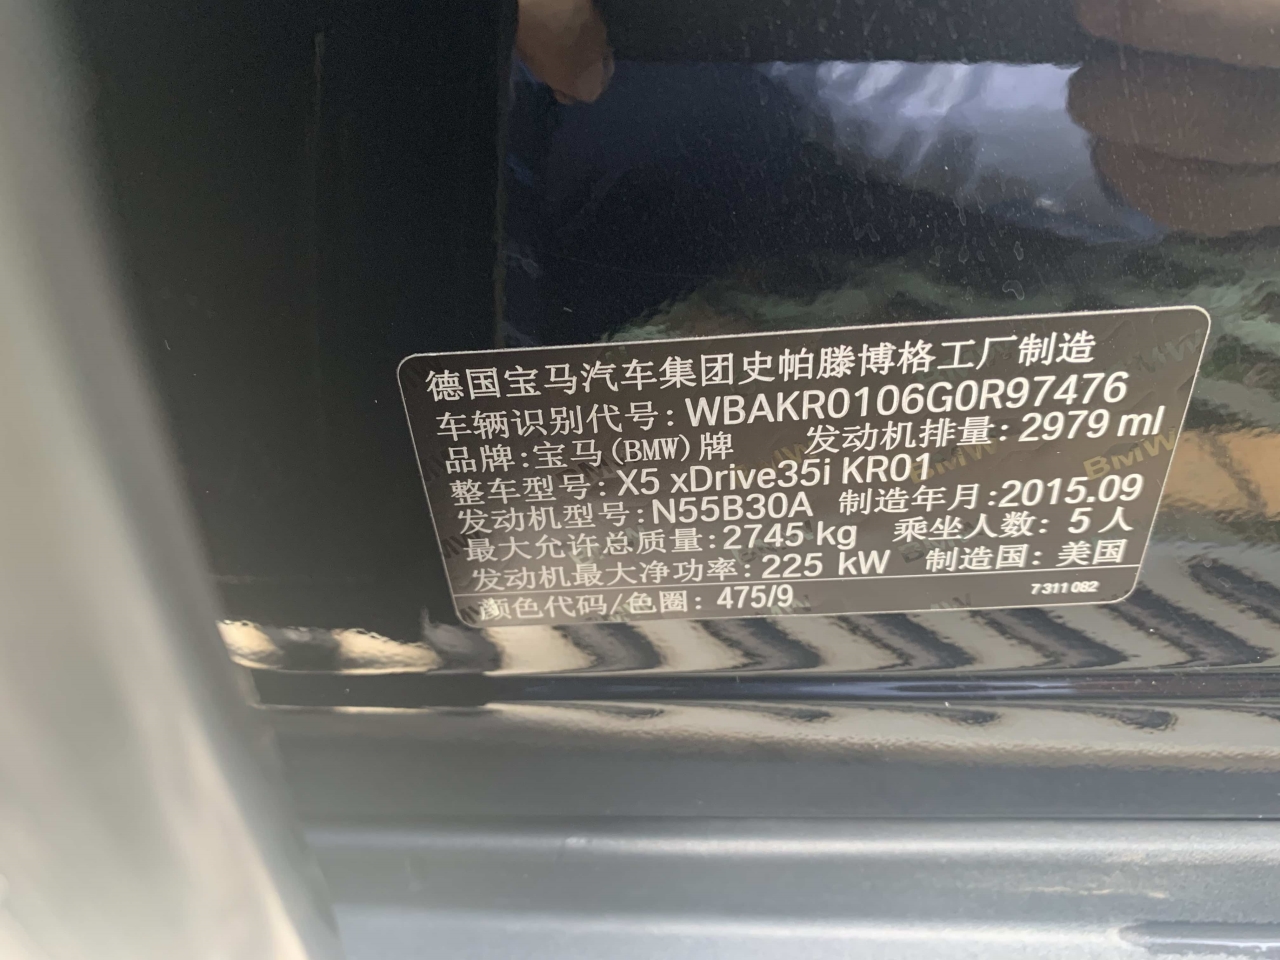 德国宝马汽车集团史帕滕博格工厂制造
车辆识别代号: WBAKR0106G0R97476
品牌:宝马(BMW)牌 发动机排量: 2979 ml
整车型号: X5 xDrive35i KR01
发动机型号:N55B30A 制造年月:2015.09
最大允许总质量:2745 kg 乘坐人数: 5人
发动机最大净功率: 225 kW 制造国: 美国
颜色代码/色圈: 475/9 7311082